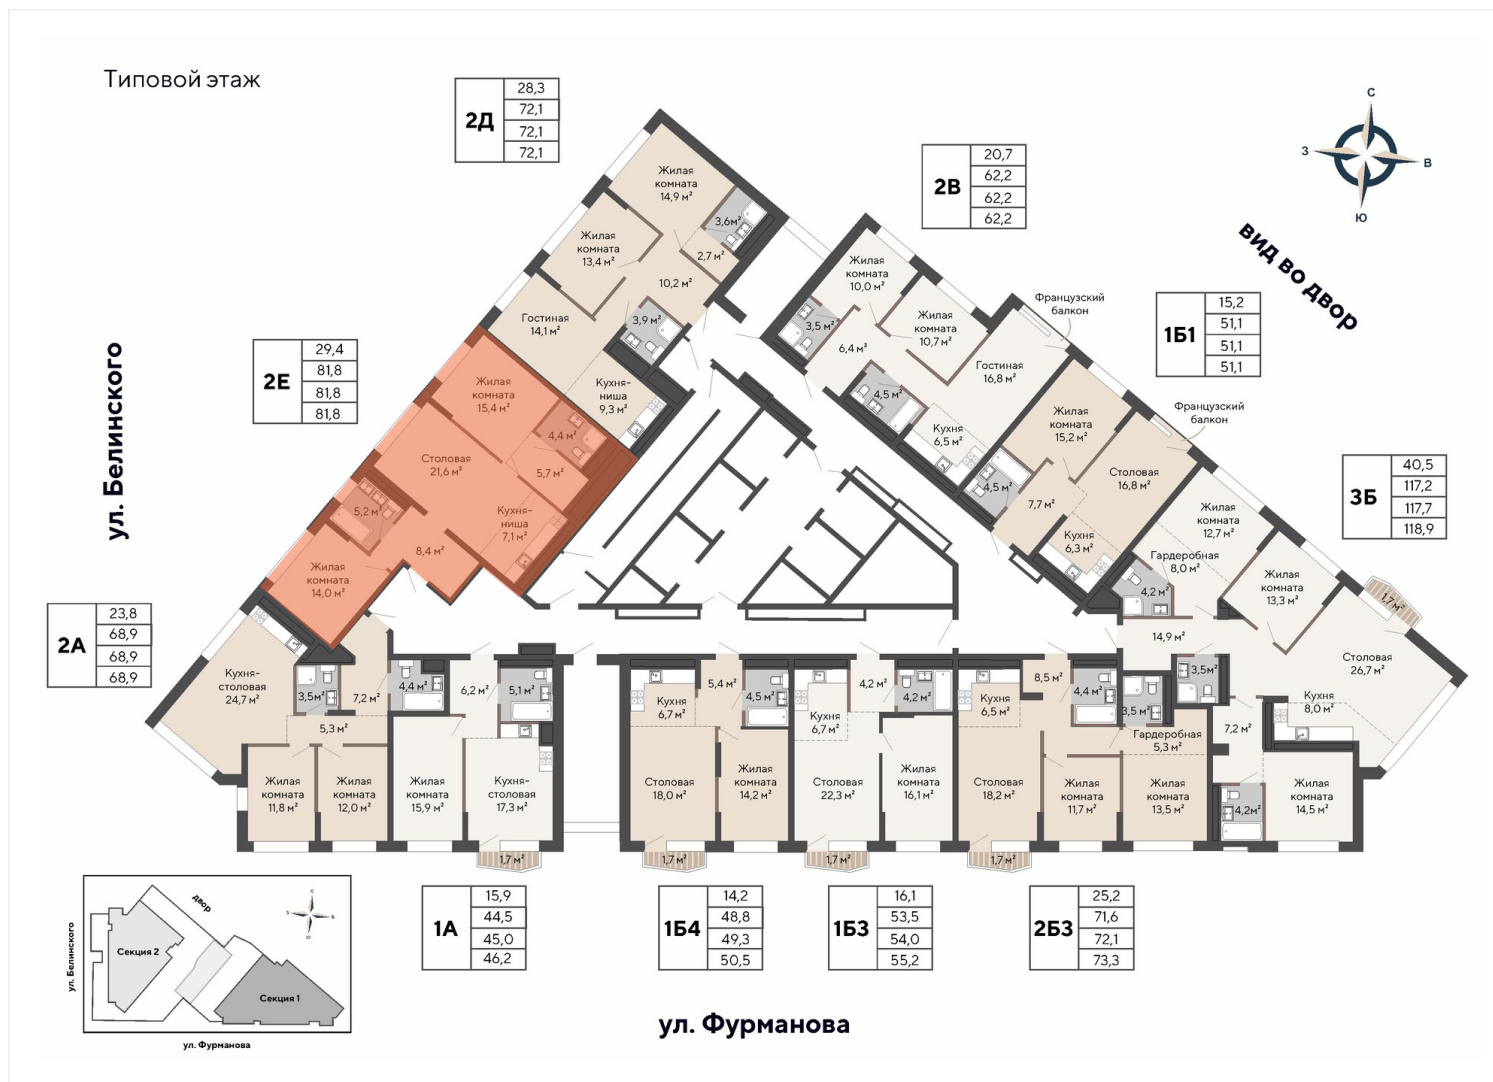 Типовой этаж
2Д
28,3
72,1
72,1
72,1
2В
20,7
62,2
62,2
62,2
С
З
В
Ю
вид во двор
1Б1
15,2
51,1
51,1
51,1
3Б
40,5
117,2
117,7
118,9
ул. Белинского
2Е
29,4
81,8
81,8
81,8
2А
23,8
68,9
68,9
68,9
Жилая
комната
14,9 м²
3,6м²
2,7 м²
Жилая
комната
13,4 м²
10,2 м²
Гостиная
14,1 м²
3,9 м²
Кухня-
ниша
9,3 м²
Жилая
комната
15,4 м²
4,4 м²
5,7 м²
Столовая
21,6 м²
5,2 м²
Кухня-
ниша
7,1 м²
8,4 м²
Жилая
комната
14,0 м²
Жилая
комната
10,0 м²
3,5 м²
6,4 м²
Жилая
комната
10,7 м²
Гостиная
16,8 м²
4,5 м²
Кухня
6,5 м²
Французский
балкон
Жилая
комната
15,2 м²
Французский
балкон
Столовая
16,8 м²
4,5 м²
7,7 м²
Кухня
6,3 м²
Жилая
комната
12,7 м²
Гардеробная
8,0 м²
4,2 м²
Жилая
комната
13,3 м²
1,7 м²
14,9 м²
Столовая
26,7 м²
3,5м²
Кухня
8,0 м²
7,2 м²
4,2м²
Жилая
комната
14,5 м²
Кухня-
столовая
24,7 м²
3,5м²
7,2 м²
4,4 м²
5,3 м²
Жилая
комната
11,8 м²
Жилая
комната
12,0 м²
6,2 м²
5,1 м²
Жилая
комната
15,9 м²
Кухня-
столовая
17,3 м²
1,7 м²
Кухня
6,7 м²
5,4 м²
4,5 м²
Столовая
18,0 м²
Жилая
комната
14,2 м²
1,7 м²
Кухня
6,7 м²
4,2 м²
4,2 м²
Столовая
22,3 м²
Жилая
комната
16,1 м²
1,7 м²
Кухня
6,5 м²
8,5 м²
4,4 м²
3,5м²
Гардеробная
5,3 м²
Столовая
18,2 м²
Жилая
комната
11,7 м²
Жилая
комната
13,5 м²
1,7 м²
1А
15,9
44,5
45,0
46,2
1Б4
14,2
48,8
49,3
50,5
1Б3
16,1
53,5
54,0
55,2
2Б3
25,2
71,6
72,1
73,3
ул. Фурманова
ул. Белинского
двор
С
З
В
Ю
Секция 2
Секция 1
ул. Фурманова